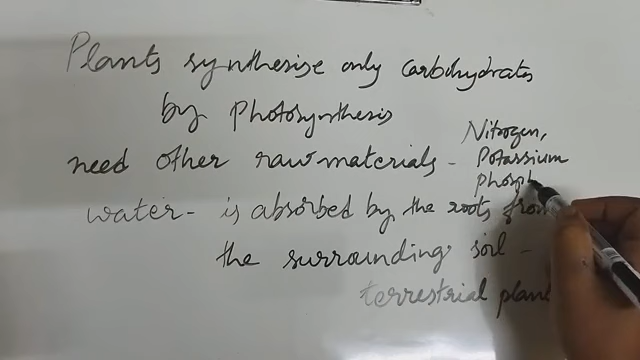 Plants synthesise only carbohydrates
by Photosynthesis
need other raw materials - Nitrogen,
Potassium
phosph
water - is absorbed by the roots from
the surrounding soil -
terrestrial plant